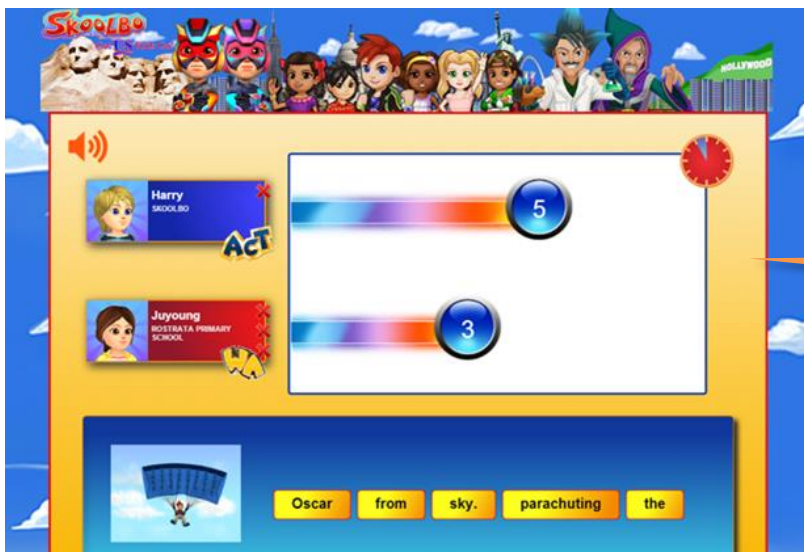 SKOOLBO
HOLLYWOOD
Harry
SKOOLBO
ACT
5
Juyoung
ROSTRATA PRIMARY
SCHOOL
WA
3
Oscar from sky. parachuting the